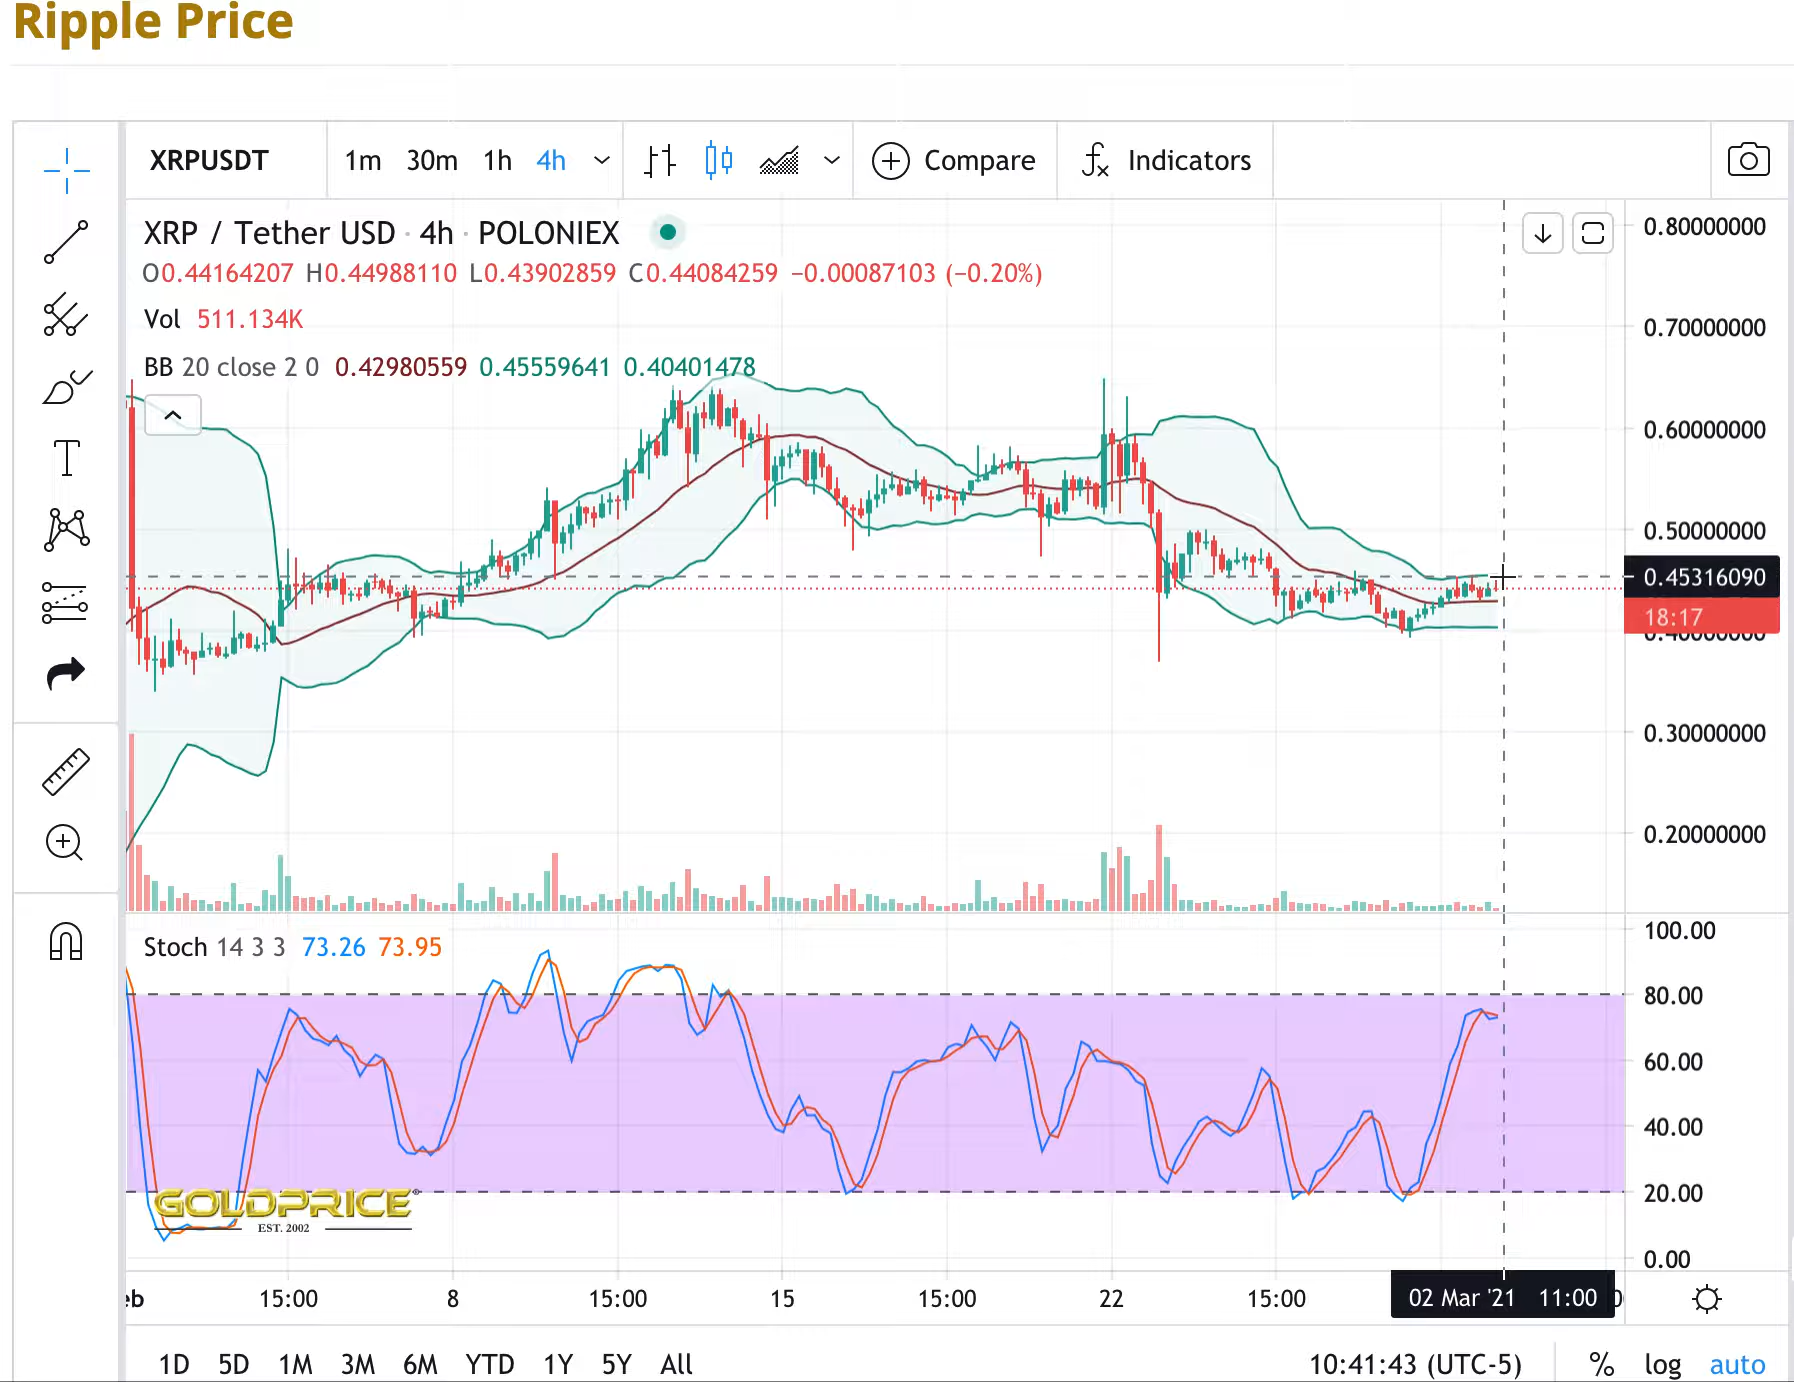 Ripple Price
XRPUSDT 1m 30m 1h 4h Compare fx Indicators
XRP / Tether USD · 4h · POLONIEX
O0.44164207 H0.44988110 L0.43902859 C0.44084259 −0.00087103 (−0.20%)
Vol 511.134K
BB 20 close 2 0 0.42980559 0.45559641 0.40401478
0.80000000
0.70000000
0.60000000
0.50000000
0.45316090
18:17
0.40000000
0.30000000
0.20000000
Stoch 14 3 3 73.26 73.95
100.00
80.00
60.00
40.00
20.00
0.00
GOLDPRICE®
EST. 2002
eb 15:00 8 15:00 15 15:00 22 15:00 02 Mar '21 11:00
1D 5D 1M 3M 6M YTD 1Y 5Y All 10:41:43 (UTC-5) % log auto